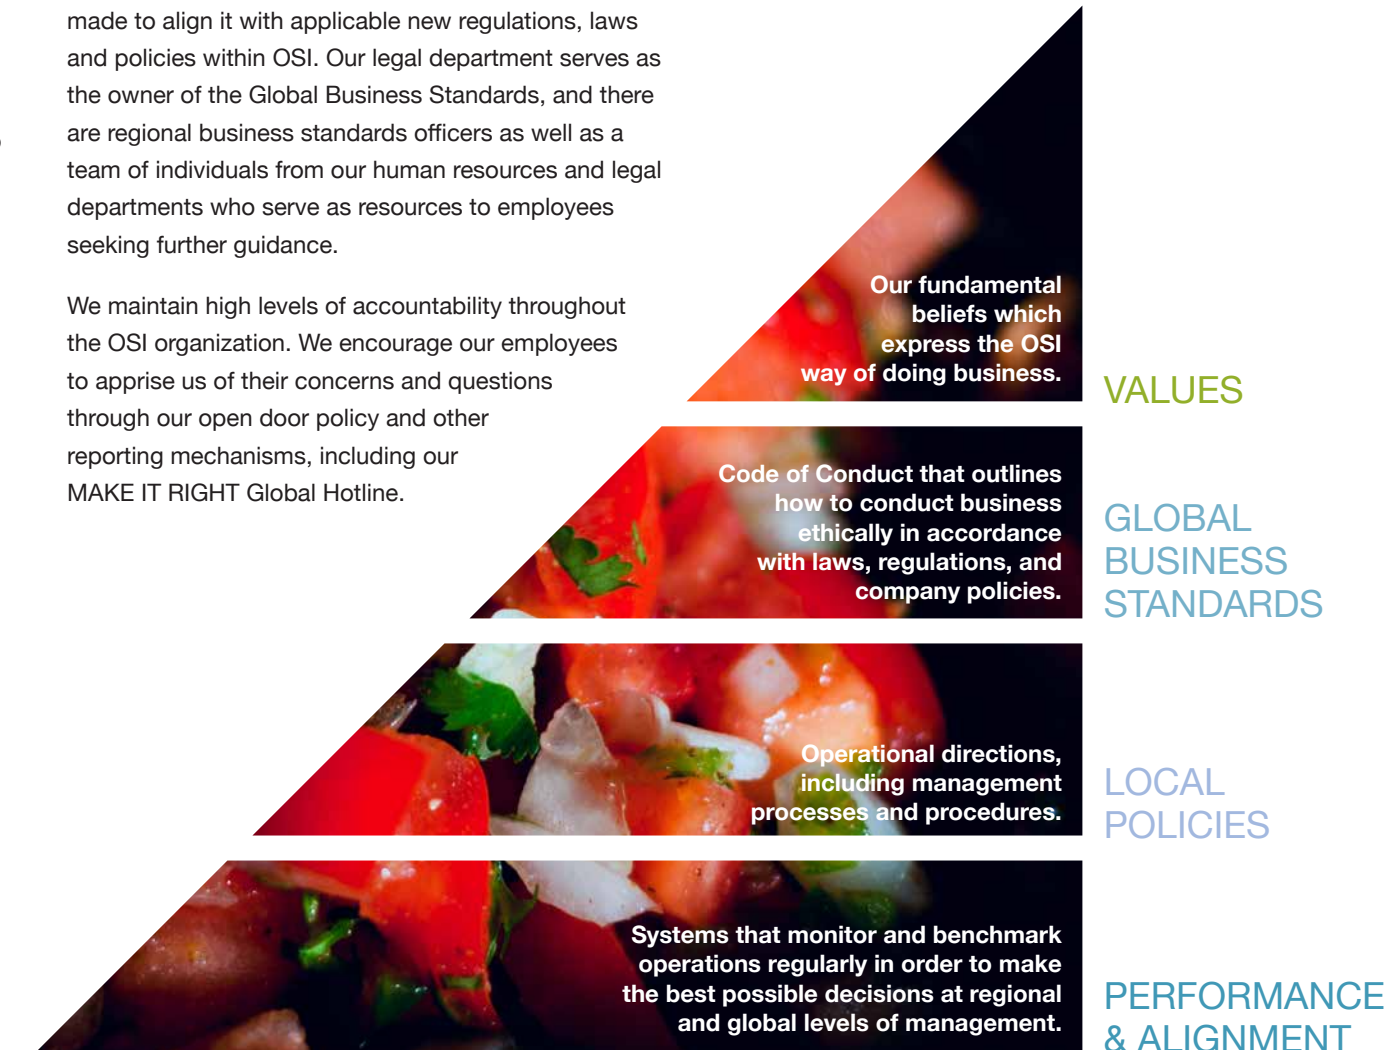 made to align it with applicable new regulations, laws
and policies within OSI. Our legal department serves as
the owner of the Global Business Standards, and there
are regional business standards officers as well as a
team of individuals from our human resources and legal
departments who serve as resources to employees
seeking further guidance.
We maintain high levels of accountability throughout
the OSI organization. We encourage our employees
to apprise us of their concerns and questions
through our open door policy and other
reporting mechanisms, including our
MAKE IT RIGHT Global Hotline.
Our fundamental
beliefs which
express the OSI
way of doing business.
VALUES
Code of Conduct that outlines
how to conduct business
ethically in accordance
with laws, regulations, and
company policies.
GLOBAL
BUSINESS
STANDARDS
Operational directions,
including management
processes and procedures.
LOCAL
POLICIES
Systems that monitor and benchmark
operations regularly in order to make
the best possible decisions at regional
and global levels of management.
PERFORMANCE
& ALIGNMENT